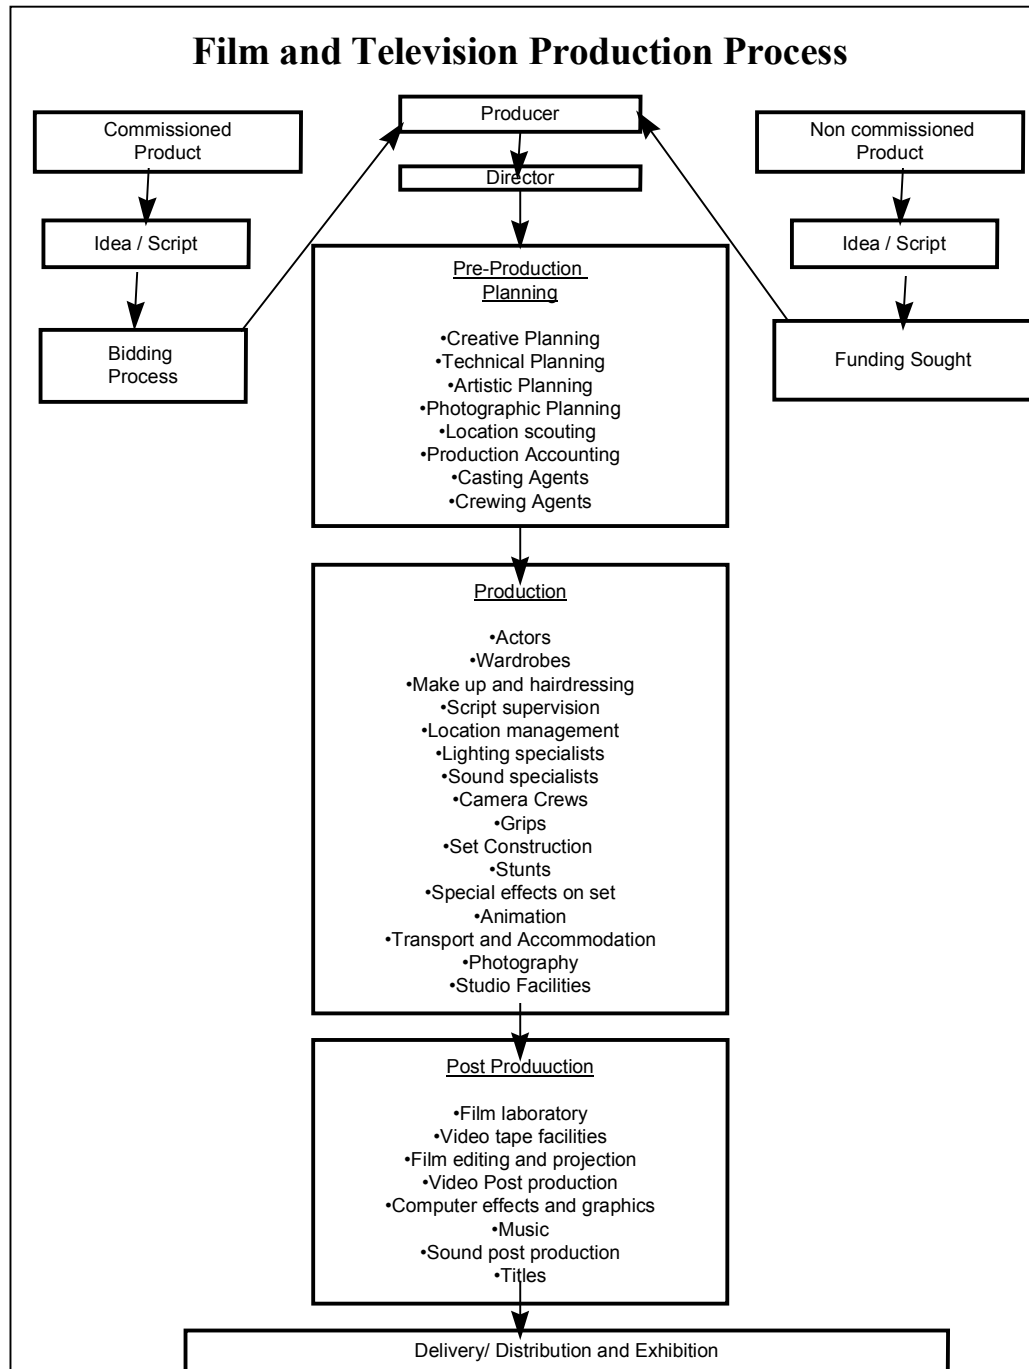 Film and Television Production Process
Commissioned
Product
Producer
Non commissioned
Product
Director
Idea / Script
Idea / Script
Bidding
Process
Funding Sought
Pre-Production
Planning
•Creative Planning
•Technical Planning
•Artistic Planning
•Photographic Planning
•Location scouting
•Production Accounting
•Casting Agents
•Crewing Agents
Production
•Actors
•Wardrobes
•Make up and hairdressing
•Script supervision
•Location management
•Lighting specialists
•Sound specialists
•Camera Crews
•Grips
•Set Construction
•Stunts
•Special effects on set
•Animation
•Transport and Accommodation
•Photography
•Studio Facilities
Post Produuction
•Film laboratory
•Video tape facilities
•Film editing and projection
•Video Post production
•Computer effects and graphics
•Music
•Sound post production
•Titles
Delivery/ Distribution and Exhibition